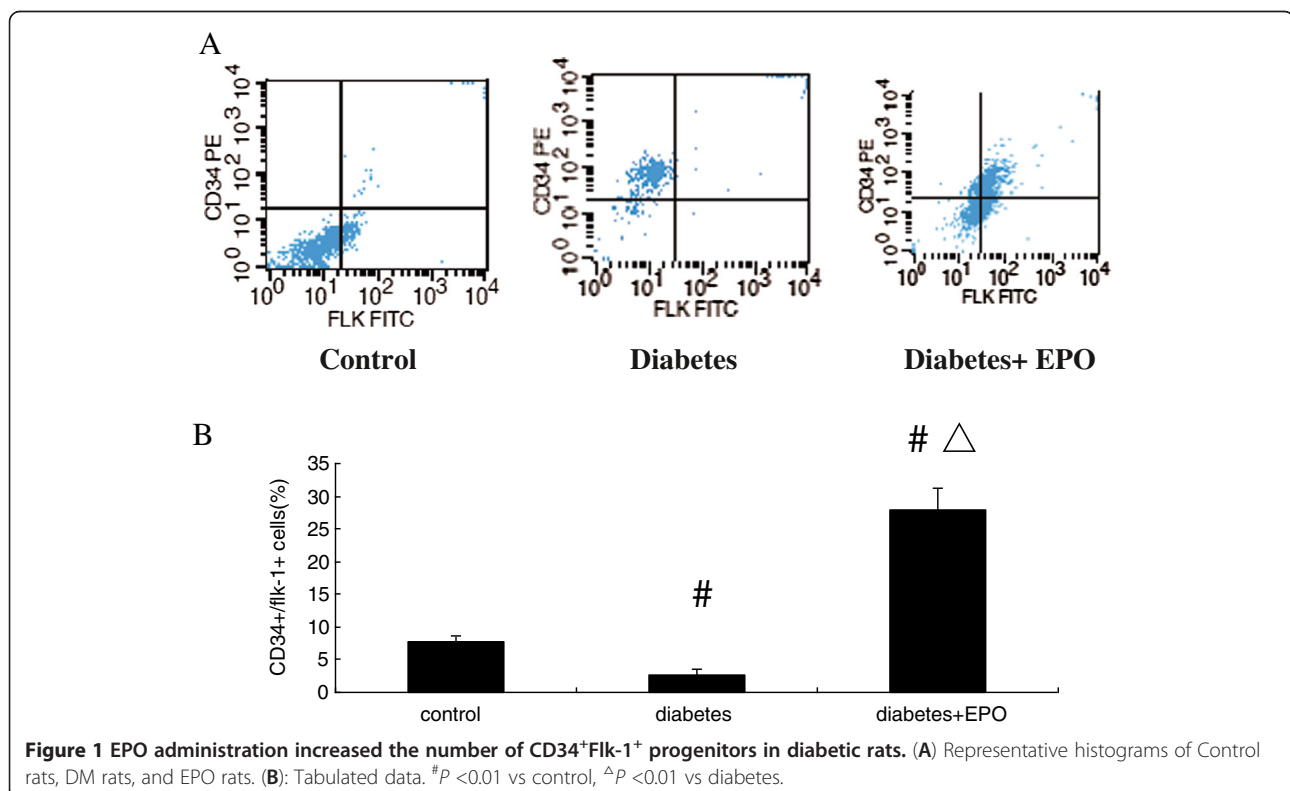 A
CD34 PE
10⁰ 10¹ 10² 10³ 10⁴
10⁰ 10¹ 10² 10³ 10⁴
FLK FITC
Control
CD34 PE
10⁰ 10¹ 10² 10³ 10⁴
10⁰ 10¹ 10² 10³ 10⁴
FLK FITC
Diabetes
CD34 PE
10⁰ 10¹ 10² 10³ 10⁴
10⁰ 10¹ 10² 10³ 10⁴
FLK FITC
Diabetes+ EPO
B
CD34+/flk-1+ cells(%)
35
30
25
20
15
10
5
0
#
# △
control diabetes diabetes+EPO
Figure 1 EPO administration increased the number of CD34⁺Flk-1⁺ progenitors in diabetic rats. (A) Representative histograms of Control
rats, DM rats, and EPO rats. (B): Tabulated data. #P <0.01 vs control, △P <0.01 vs diabetes.